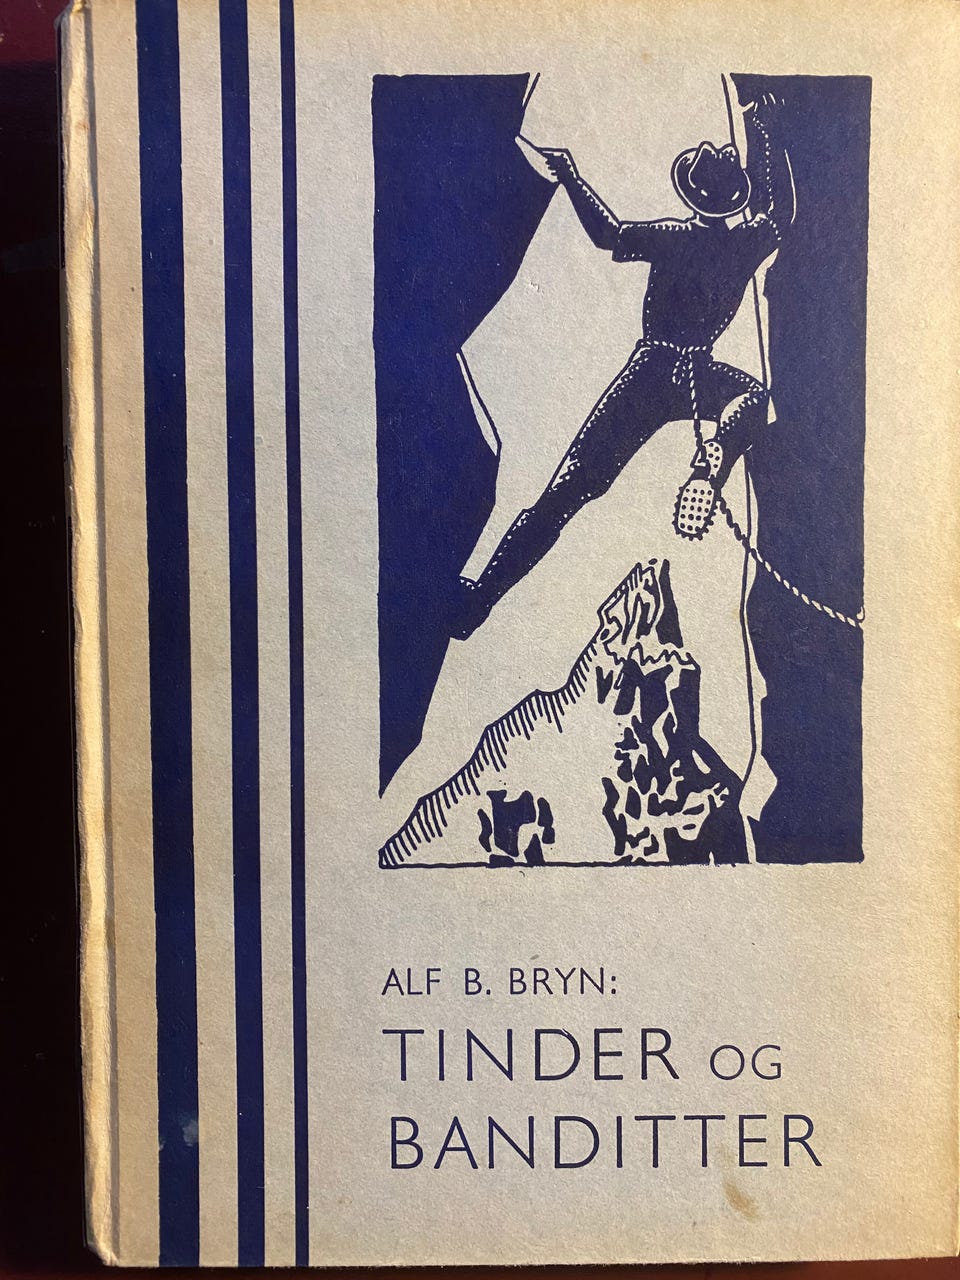 ALF B. BRYN:
TINDER OG
BANDITTER